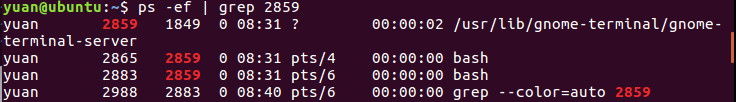 yuan@ubuntu:~$ ps -ef | grep 2859
yuan 2859 1849 0 08:31 ? 00:00:02 /usr/lib/gnome-terminal/gnome-
terminal-server
yuan 2865 2859 0 08:31 pts/4 00:00:00 bash
yuan 2883 2859 0 08:31 pts/6 00:00:00 bash
yuan 2988 2883 0 08:40 pts/6 00:00:00 grep --color=auto 2859